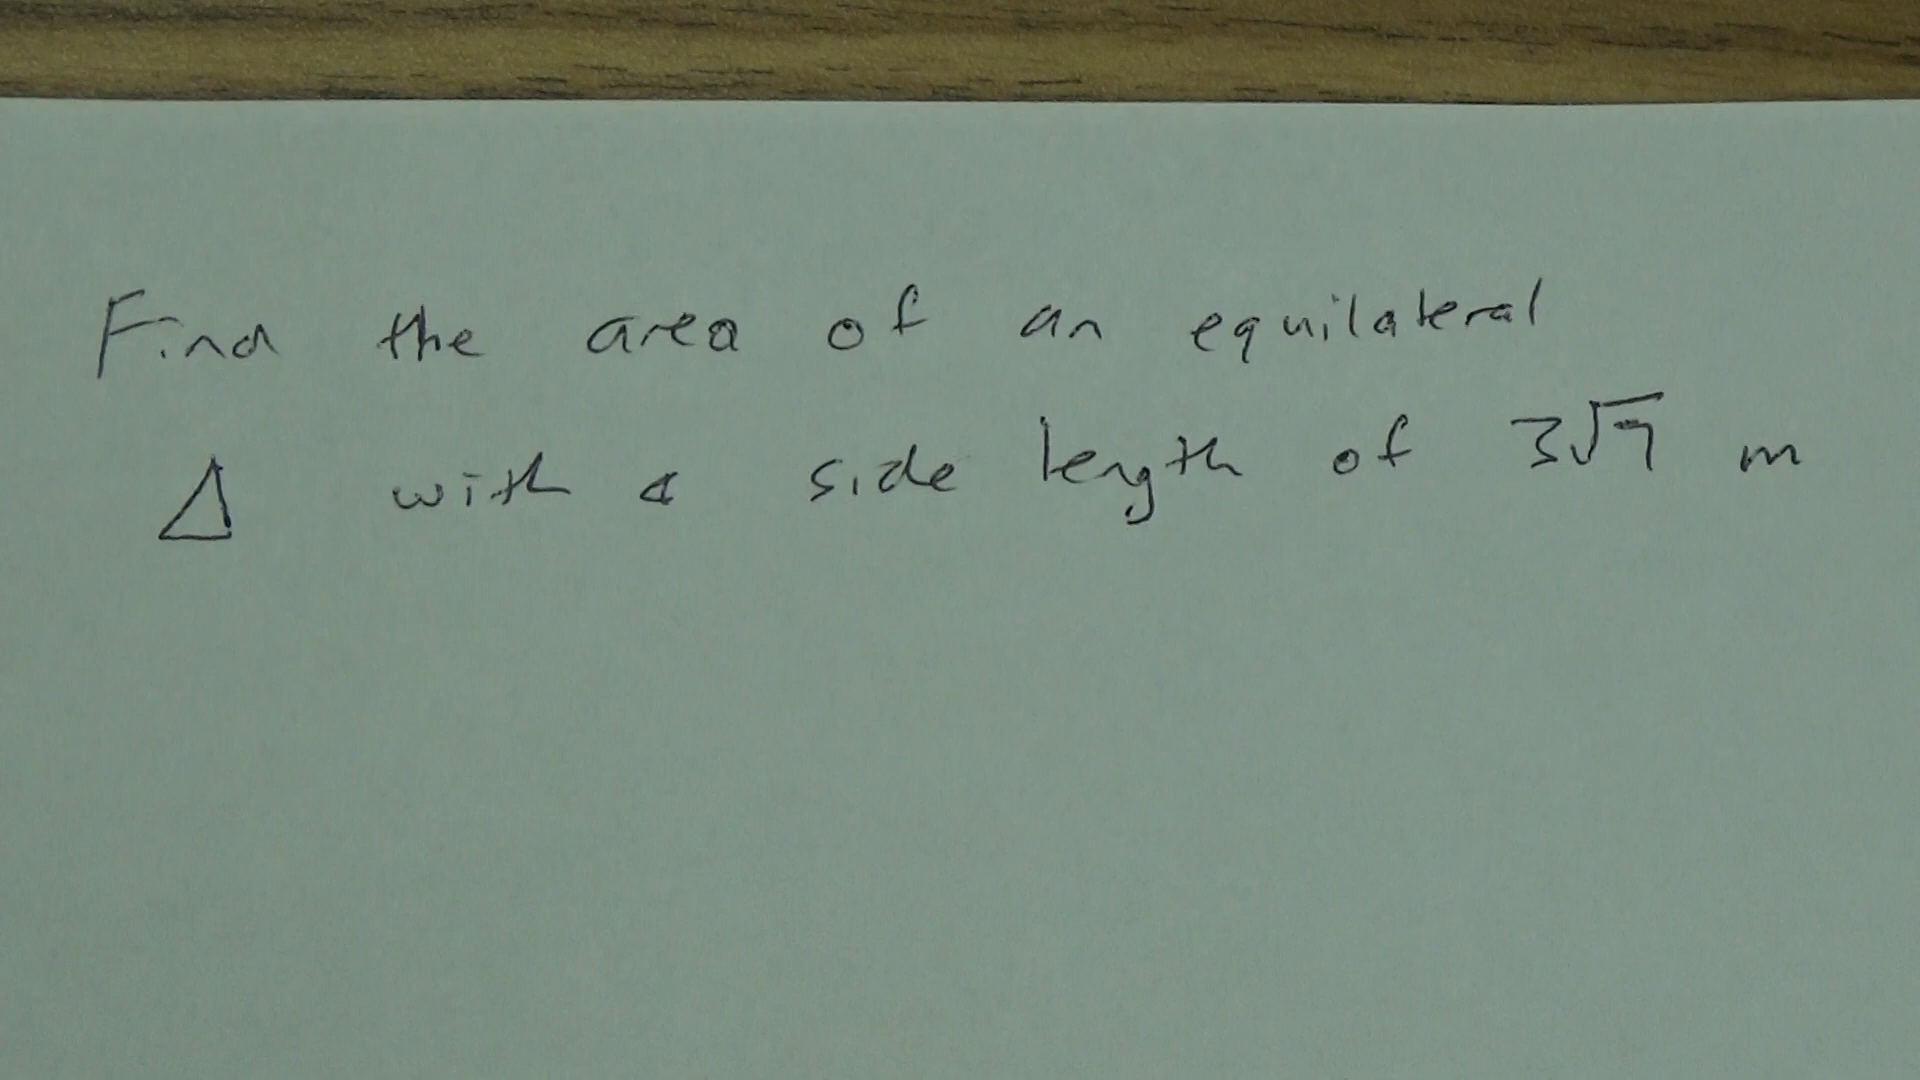 Find the area of an equilateral
Δ with a side length of 3√7 m